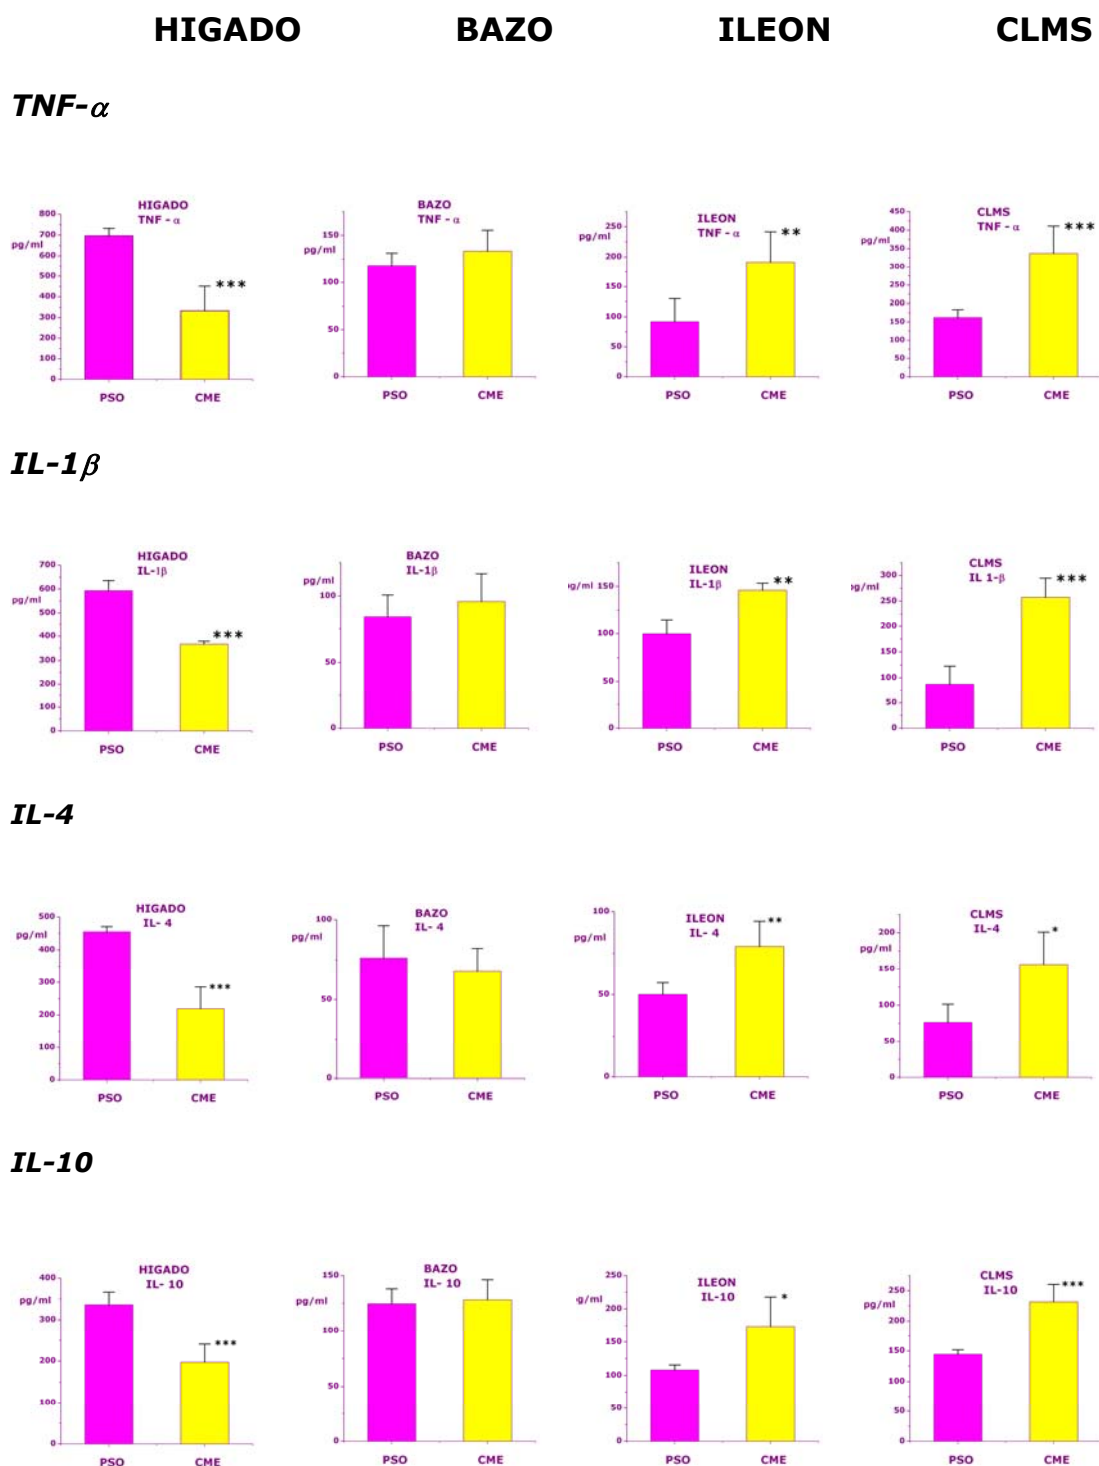 HIGADO BAZO ILEON CLMS
TNF-α
HIGADO
TNF - α
pg/ml
800
700
600
500
400
300
200
100
0
***
PSO CME
BAZO
TNF - α
pg/ml
150
100
50
0
PSO CME
ILEON
TNF - α
pg/ml
250
200
150
100
50
0
**
PSO CME
CLMS
TNF - α
pg/ml
450
400
350
300
250
200
150
100
50
0
***
PSO CME
IL-1β
HIGADO
IL-1β
pg/ml
700
600
500
400
300
200
100
0
***
PSO CME
BAZO
IL-1β
pg/ml
100
50
0
PSO CME
ILEON
IL-1β
pg/ml
150
100
50
0
**
PSO CME
CLMS
IL 1-β
pg/ml
300
250
200
150
100
50
0
***
PSO CME
IL-4
HIGADO
IL- 4
pg/ml
500
400
300
200
100
0
***
PSO CME
BAZO
IL- 4
pg/ml
100
50
0
PSO CME
ILEON
IL- 4
pg/ml
100
50
0
**
PSO CME
CLMS
IL-4
pg/ml
200
150
100
50
0
*
PSO CME
IL-10
HIGADO
IL- 10
pg/ml
400
300
200
100
0
***
PSO CME
BAZO
IL- 10
pg/ml
150
100
50
0
PSO CME
ILEON
IL-10
pg/ml
250
200
150
100
50
0
*
PSO CME
CLMS
IL-10
pg/ml
250
200
150
100
50
0
***
PSO CME